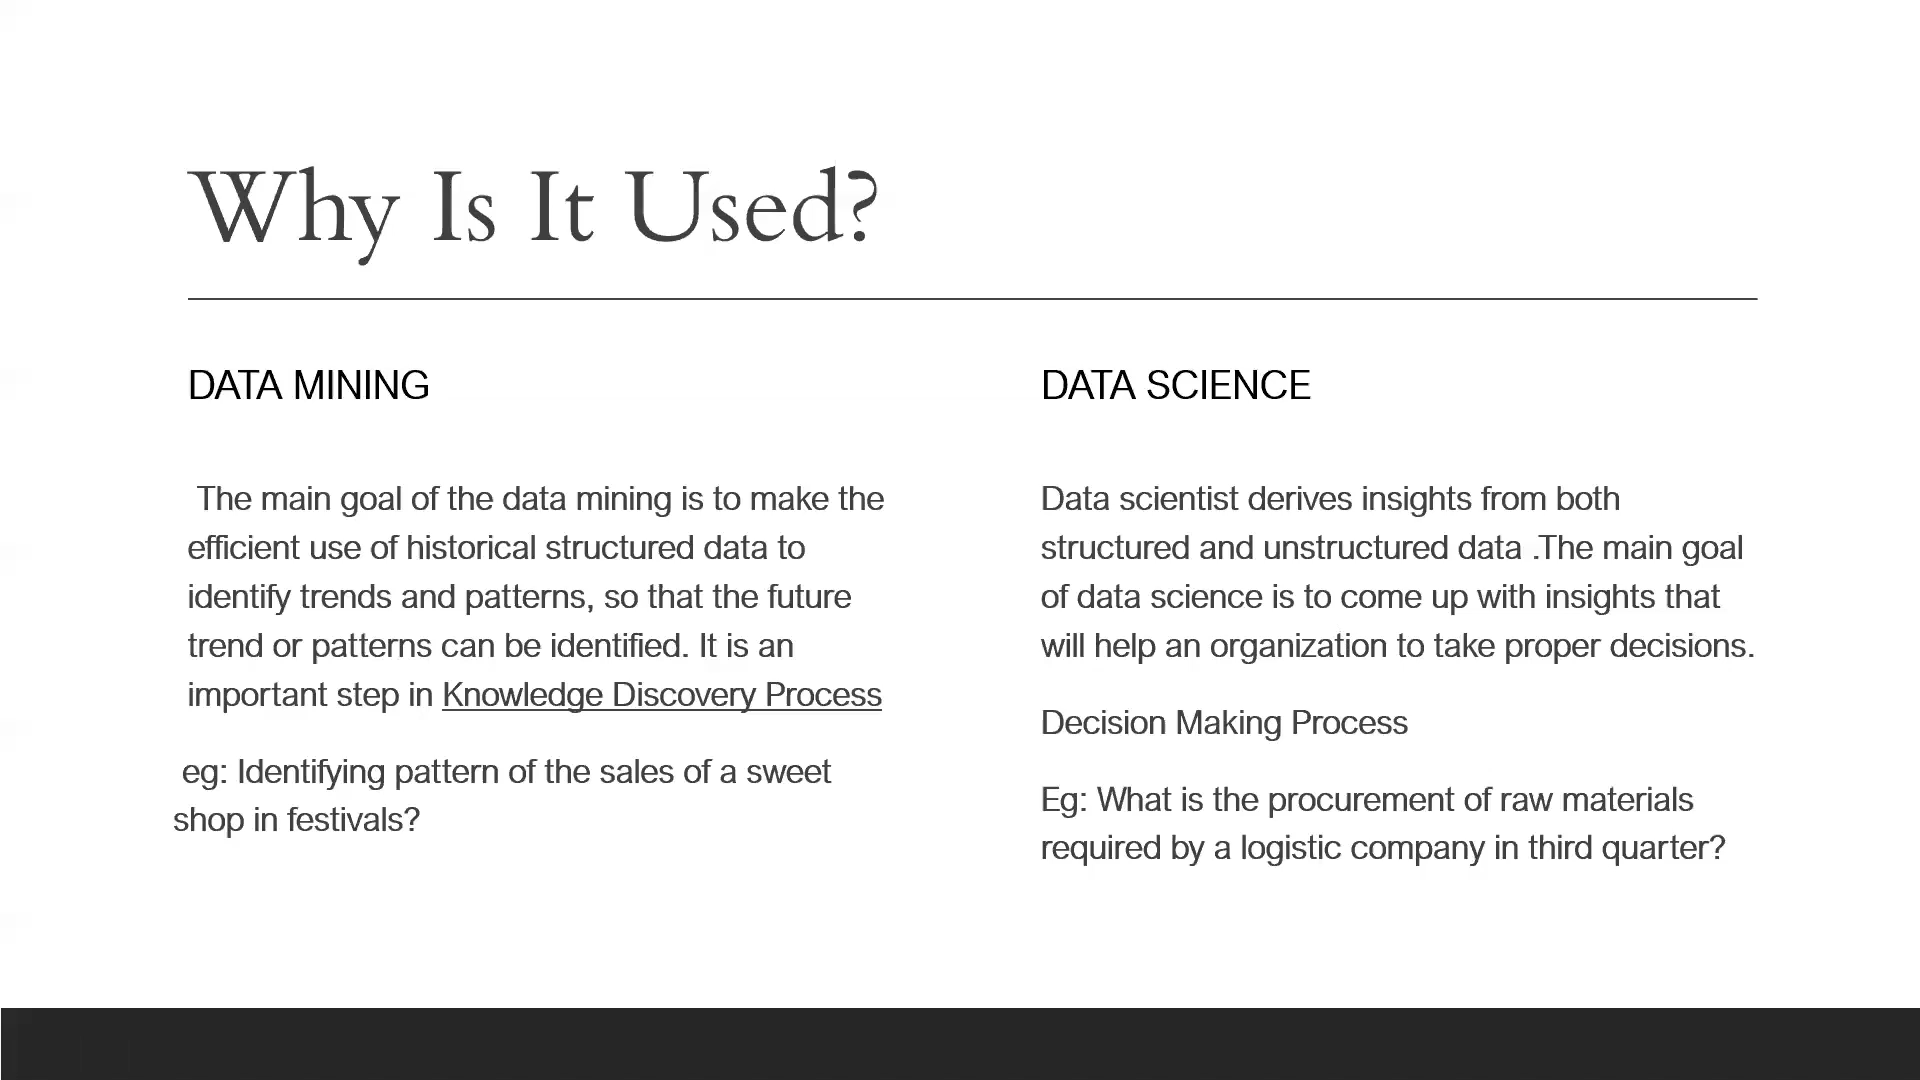 Why Is It Used?
DATA MINING
The main goal of the data mining is to make the
efficient use of historical structured data to
identify trends and patterns, so that the future
trend or patterns can be identified. It is an
important step in Knowledge Discovery Process
eg: Identifying pattern of the sales of a sweet
shop in festivals?
DATA SCIENCE
Data scientist derives insights from both
structured and unstructured data .The main goal
of data science is to come up with insights that
will help an organization to take proper decisions.
Decision Making Process
Eg: What is the procurement of raw materials
required by a logistic company in third quarter?